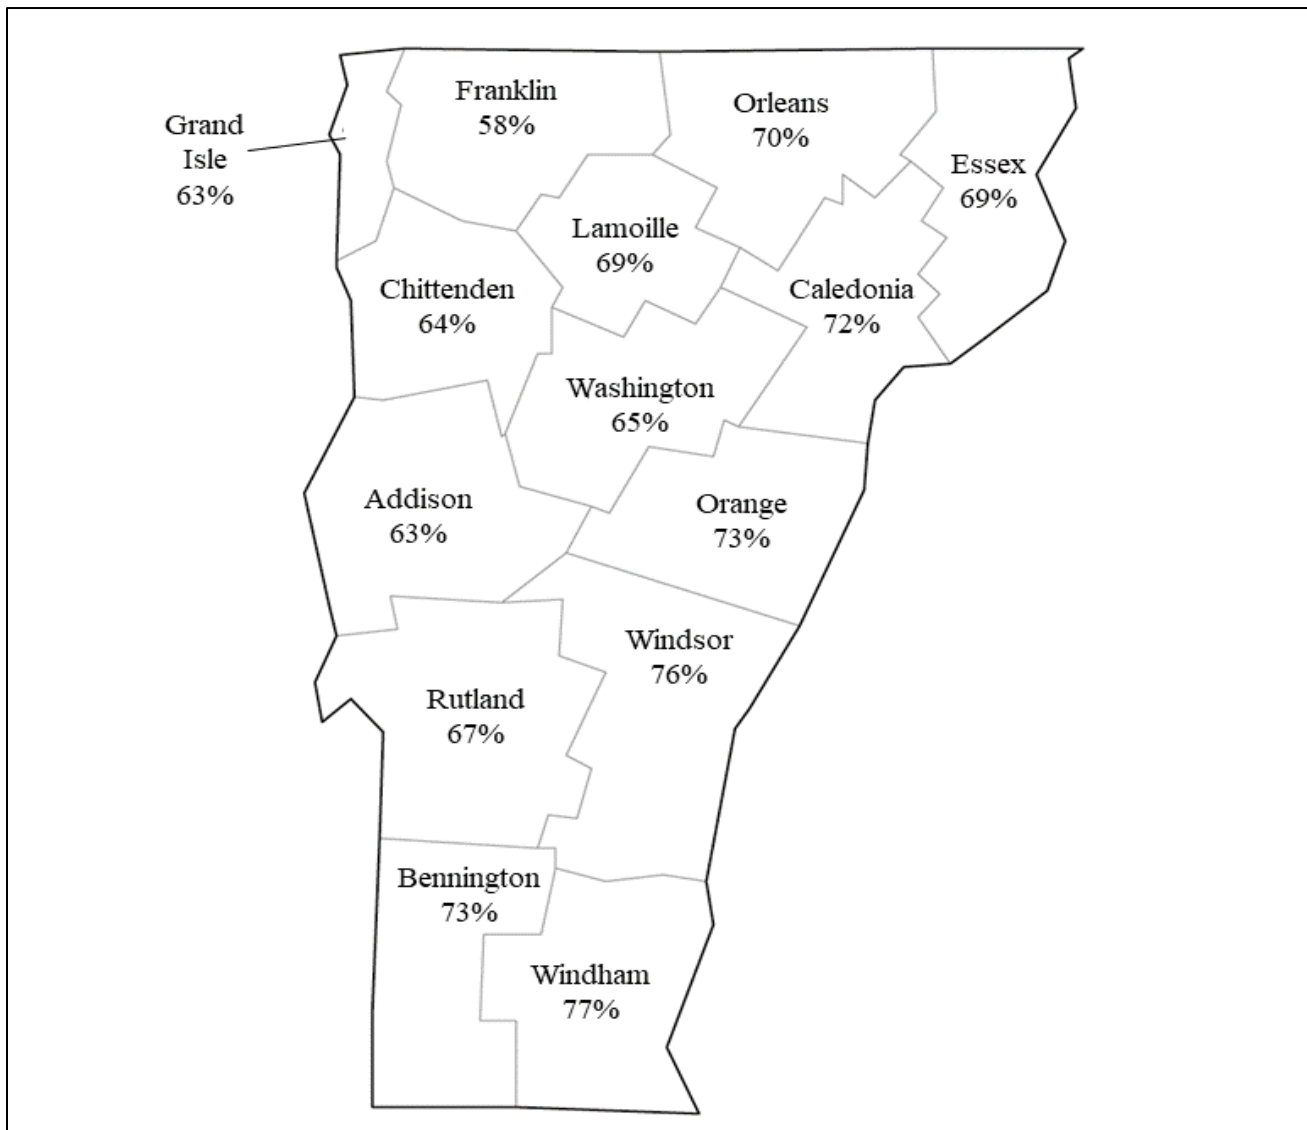 Franklin
58%
Orleans
70%
Grand
Isle
63%
Essex
69%
Lamoille
69%
Chittenden
64%
Caledonia
72%
Washington
65%
Addison
63%
Orange
73%
Windsor
76%
Rutland
67%
Bennington
73%
Windham
77%